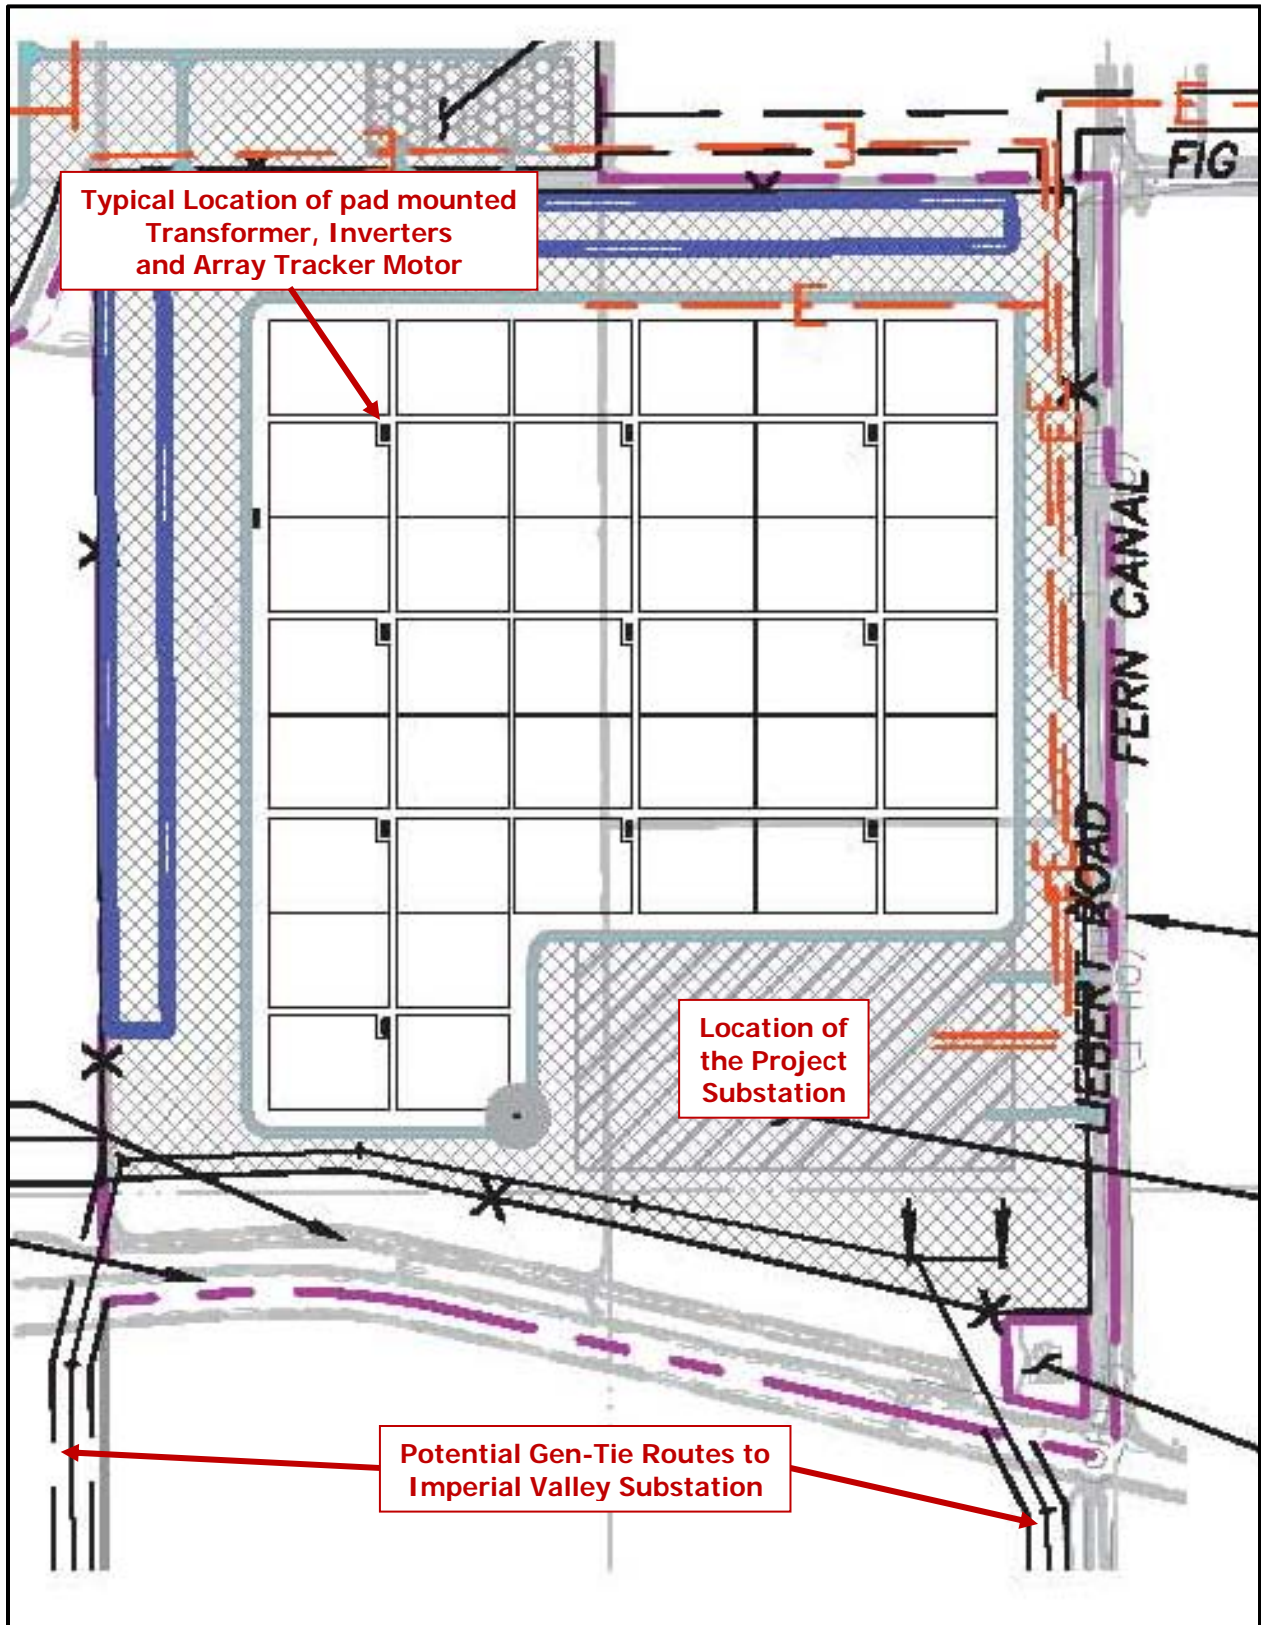 E
FIG
E
E
Typical Location of pad mounted
Transformer, Inverters
and Array Tracker Motor
E
FERN CANAL
LIEBERT ROAD
Location of
the Project
Substation
Potential Gen-Tie Routes to
Imperial Valley Substation